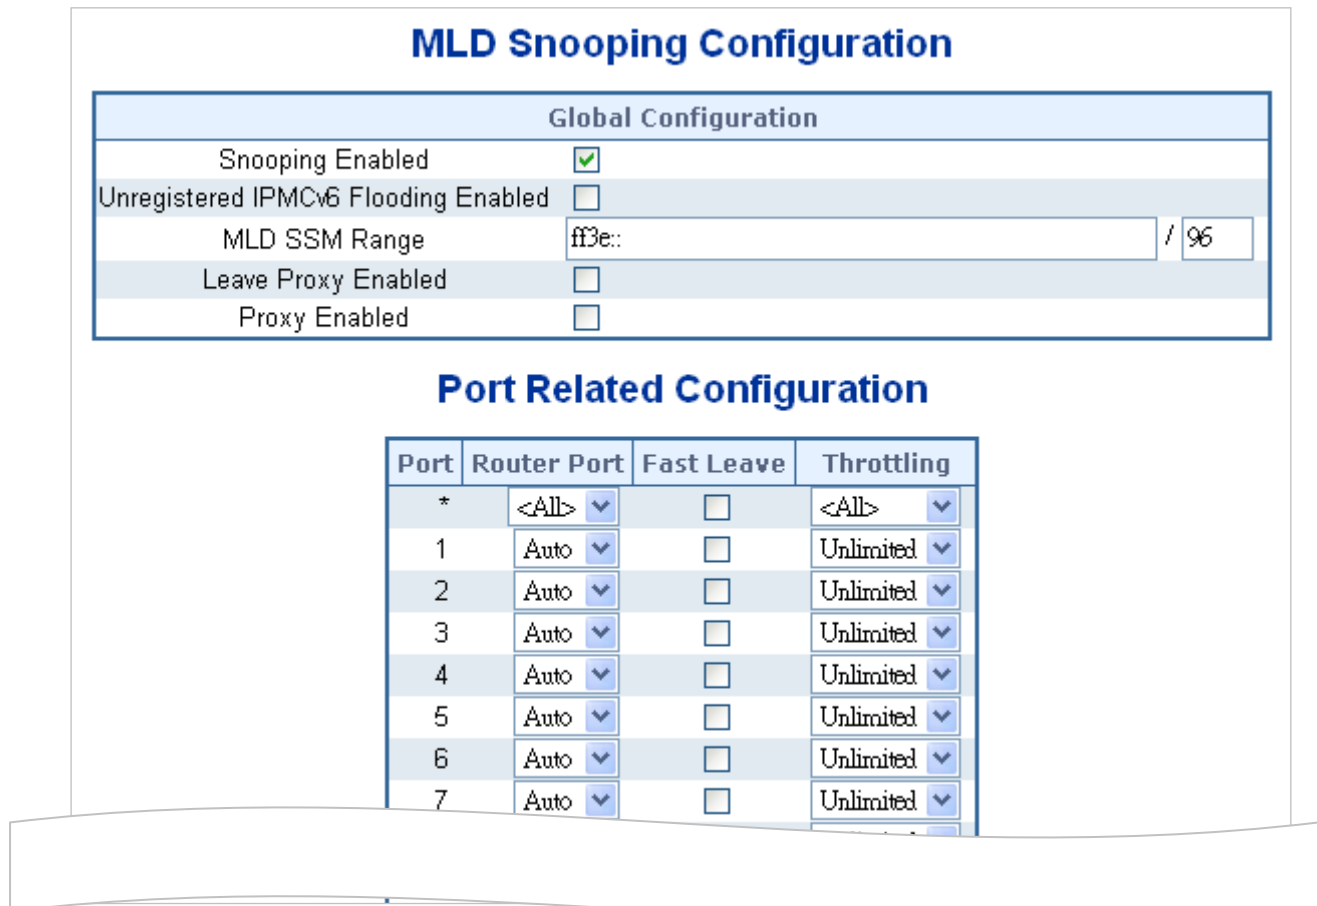 MLD Snooping Configuration
Global Configuration
Snooping Enabled
Unregistered IPMCv6 Flooding Enabled
MLD SSM Range ff3e:: / 96
Leave Proxy Enabled
Proxy Enabled
Port Related Configuration
Port Router Port Fast Leave Throttling
* <All> <All>
1 Auto Unlimited
2 Auto Unlimited
3 Auto Unlimited
4 Auto Unlimited
5 Auto Unlimited
6 Auto Unlimited
7 Auto Unlimited